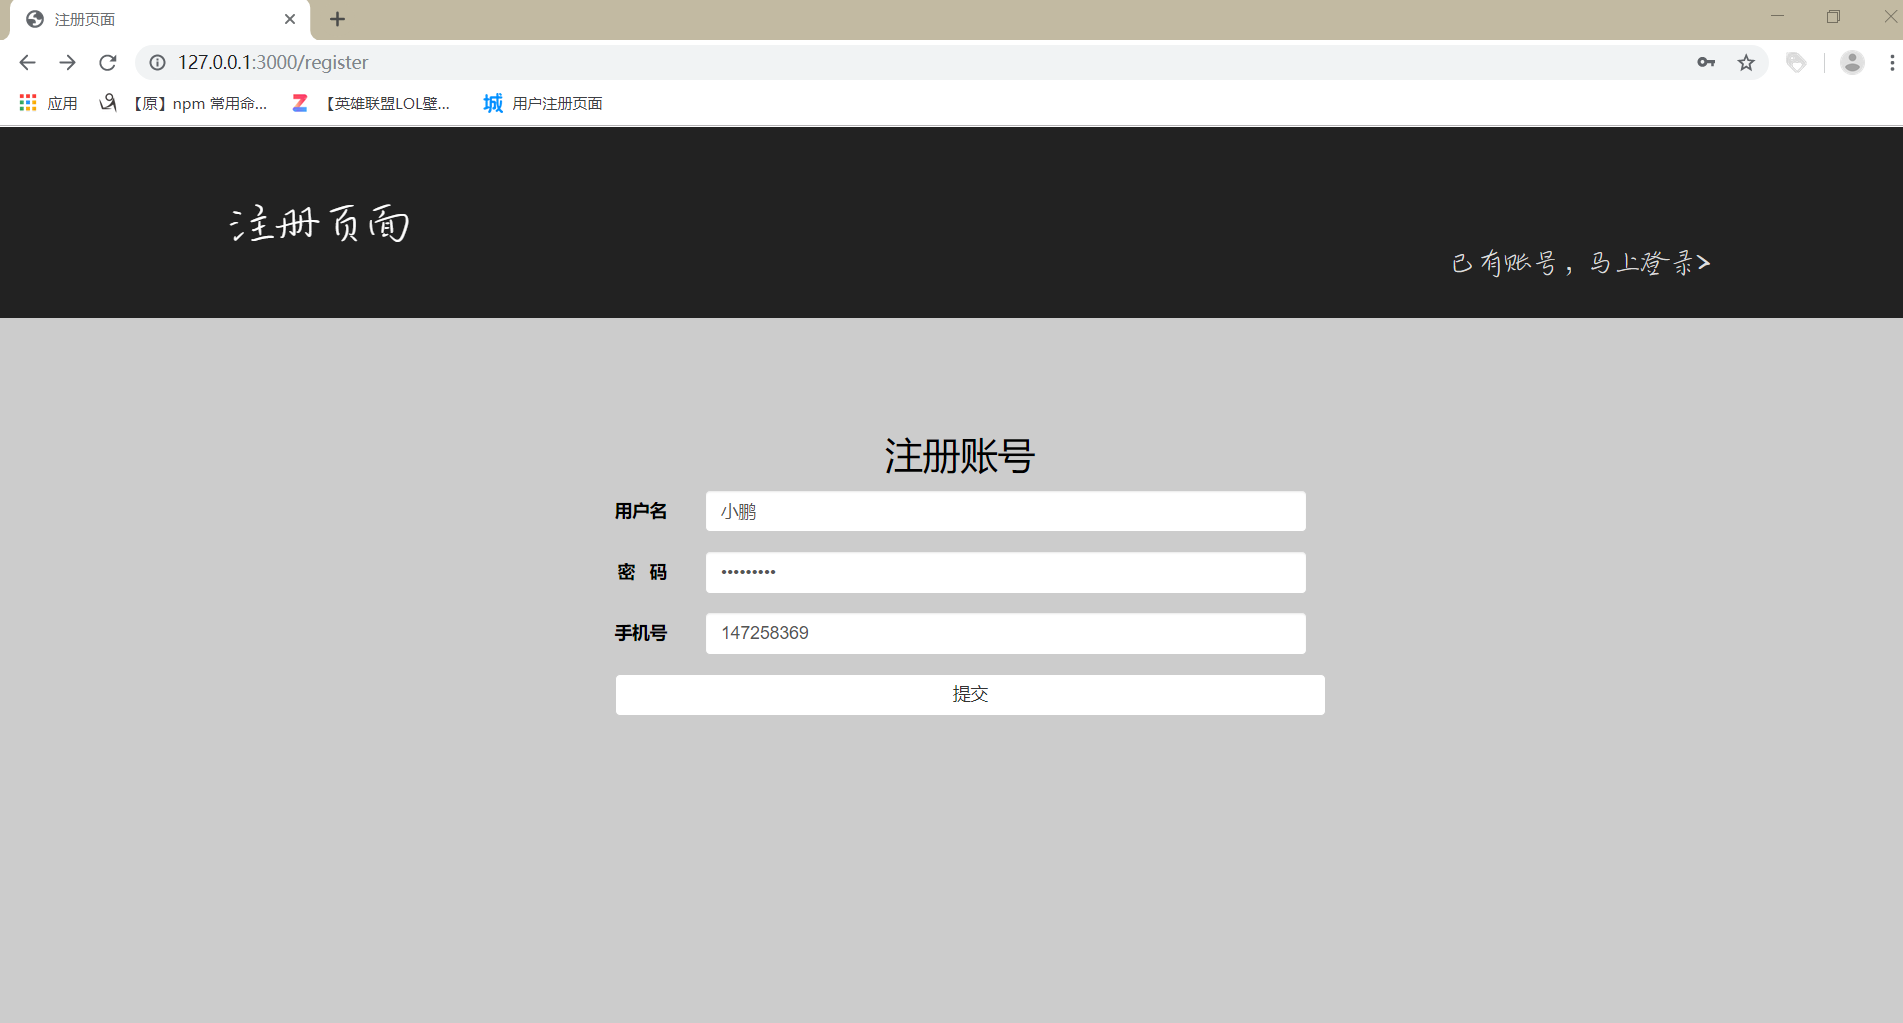 注册页面
127.0.0.1:3000/register
应用 【原】npm 常用命... 【英雄联盟LOL壁... 城 用户注册页面
注册页面
已有账号，马上登录>
注册账号
用户名 小鹏
密 码 •••••••••
手机号 147258369
提交